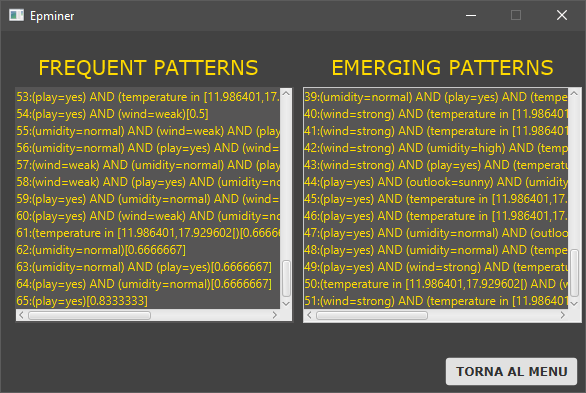 Epminer
FREQUENT PATTERNS
53:(play=yes) AND (temperature in [11.986401,17.
54:(play=yes) AND (wind=weak)[0.5]
55:(umidity=normal) AND (wind=weak) AND (play
56:(umidity=normal) AND (play=yes) AND (wind=
57:(wind=weak) AND (umidity=normal) AND (play
58:(wind=weak) AND (play=yes) AND (umidity=no
59:(play=yes) AND (umidity=normal) AND (wind=
60:(play=yes) AND (wind=weak) AND (umidity=no
61:(temperature in [11.986401,17.929602[)[0.6666
62:(umidity=normal)[0.6666667]
63:(umidity=normal) AND (play=yes)[0.6666667]
64:(play=yes) AND (umidity=normal)[0.6666667]
65:(play=yes)[0.8333333]
EMERGING PATTERNS
39:(umidity=normal) AND (play=yes) AND (tempe
40:(wind=strong) AND (temperature in [11.986401
41:(wind=strong) AND (temperature in [11.986401
42:(wind=strong) AND (umidity=high) AND (temp
43:(wind=strong) AND (play=yes) AND (temperatu
44:(play=yes) AND (outlook=sunny) AND (umidity
45:(play=yes) AND (temperature in [11.986401,17.
46:(play=yes) AND (temperature in [11.986401,17.
47:(play=yes) AND (umidity=normal) AND (outloo
48:(play=yes) AND (umidity=normal) AND (tempe
49:(play=yes) AND (wind=strong) AND (temperatu
50:(temperature in [11.986401,17.929602[) AND (w
51:(wind=strong) AND (temperature in [11.986401
TORNA AL MENU